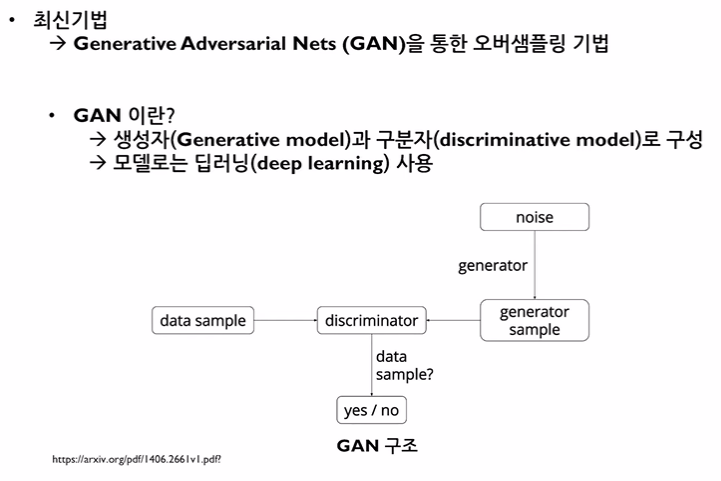 • 최신기법
→ Generative Adversarial Nets (GAN)을 통한 오버샘플링 기법
• GAN 이란?
→ 생성자(Generative model)과 구분자(discriminative model)로 구성
→ 모델로는 딥러닝(deep learning) 사용
noise
generator
data sample
discriminator
generator
sample
data
sample?
yes / no
GAN 구조
https://arxiv.org/pdf/1406.2661v1.pdf?